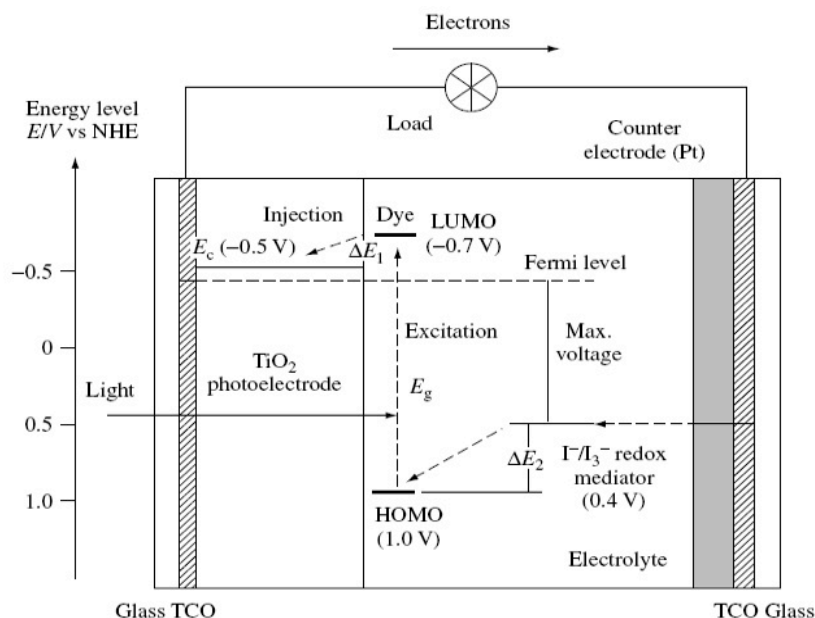 Electrons
Load
Energy level
E/V vs NHE
Counter
electrode (Pt)
Injection
Dye
LUMO
(−0.7 V)
E_c (−0.5 V)
ΔE_1
Fermi level
−0.5
0
0.5
1.0
Excitation
Max.
voltage
TiO_2
photoelectrode
Light
E_g
ΔE_2
I⁻/I_3⁻ redox
mediator
(0.4 V)
HOMO
(1.0 V)
Electrolyte
Glass TCO
TCO Glass